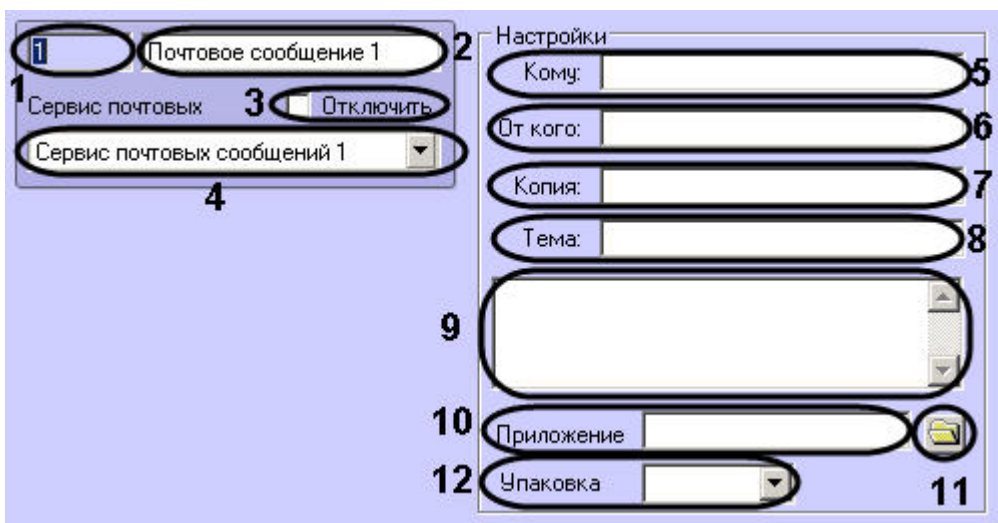 1 Почтовое сообщение 1 2
1
Сервис почтовых 3 Отключить
Сервис почтовых сообщений 1
4
Настройки
Кому: 5
От кого: 6
Копия: 7
Тема: 8
9
10 Приложение
11
12 Упаковка